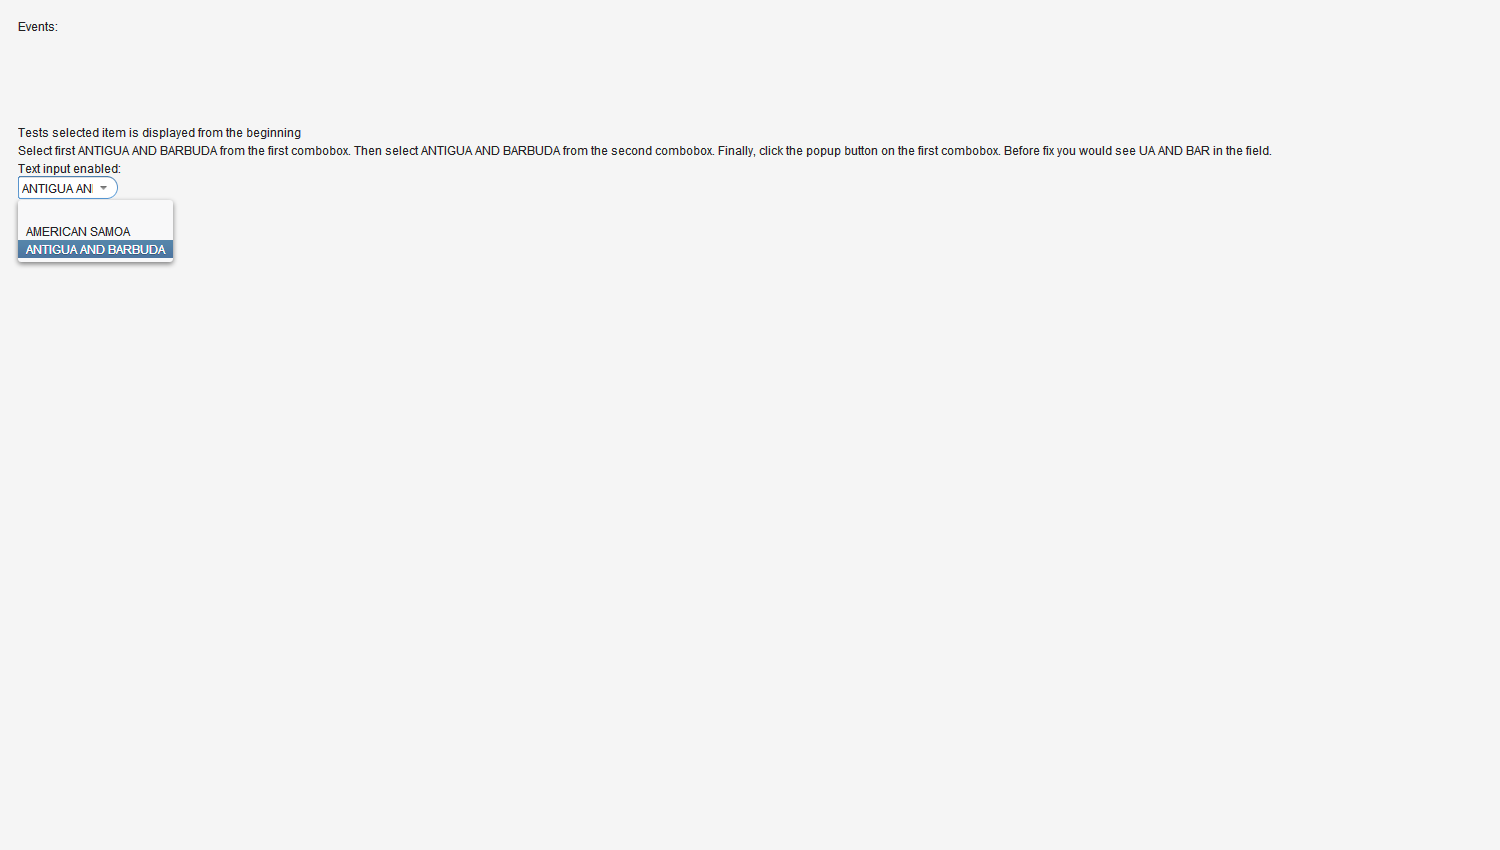 Events:
Tests selected item is displayed from the beginning
Select first ANTIGUA AND BARBUDA from the first combobox. Then select ANTIGUA AND BARBUDA from the second combobox. Finally, click the popup button on the first combobox. Before fix you would see UA AND BAR in the field.
Text input enabled:
ANTIGUA AN
AMERICAN SAMOA
ANTIGUA AND BARBUDA